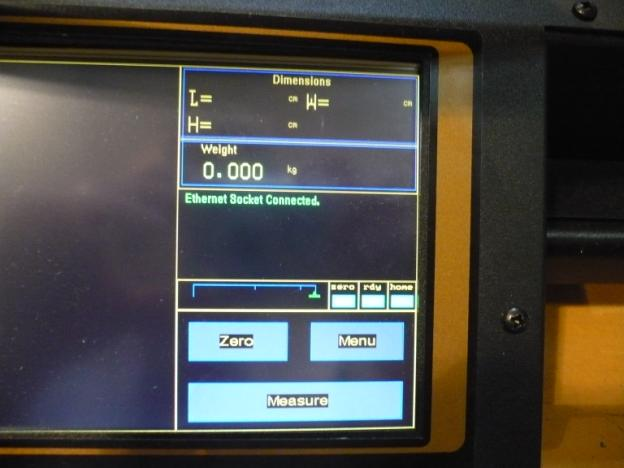 Dimensions
L= cm W= cm
H= cm
Weight
0.000 kg
Ethernet Socket Connected.
zero rdy home
Zero Menu
Measure